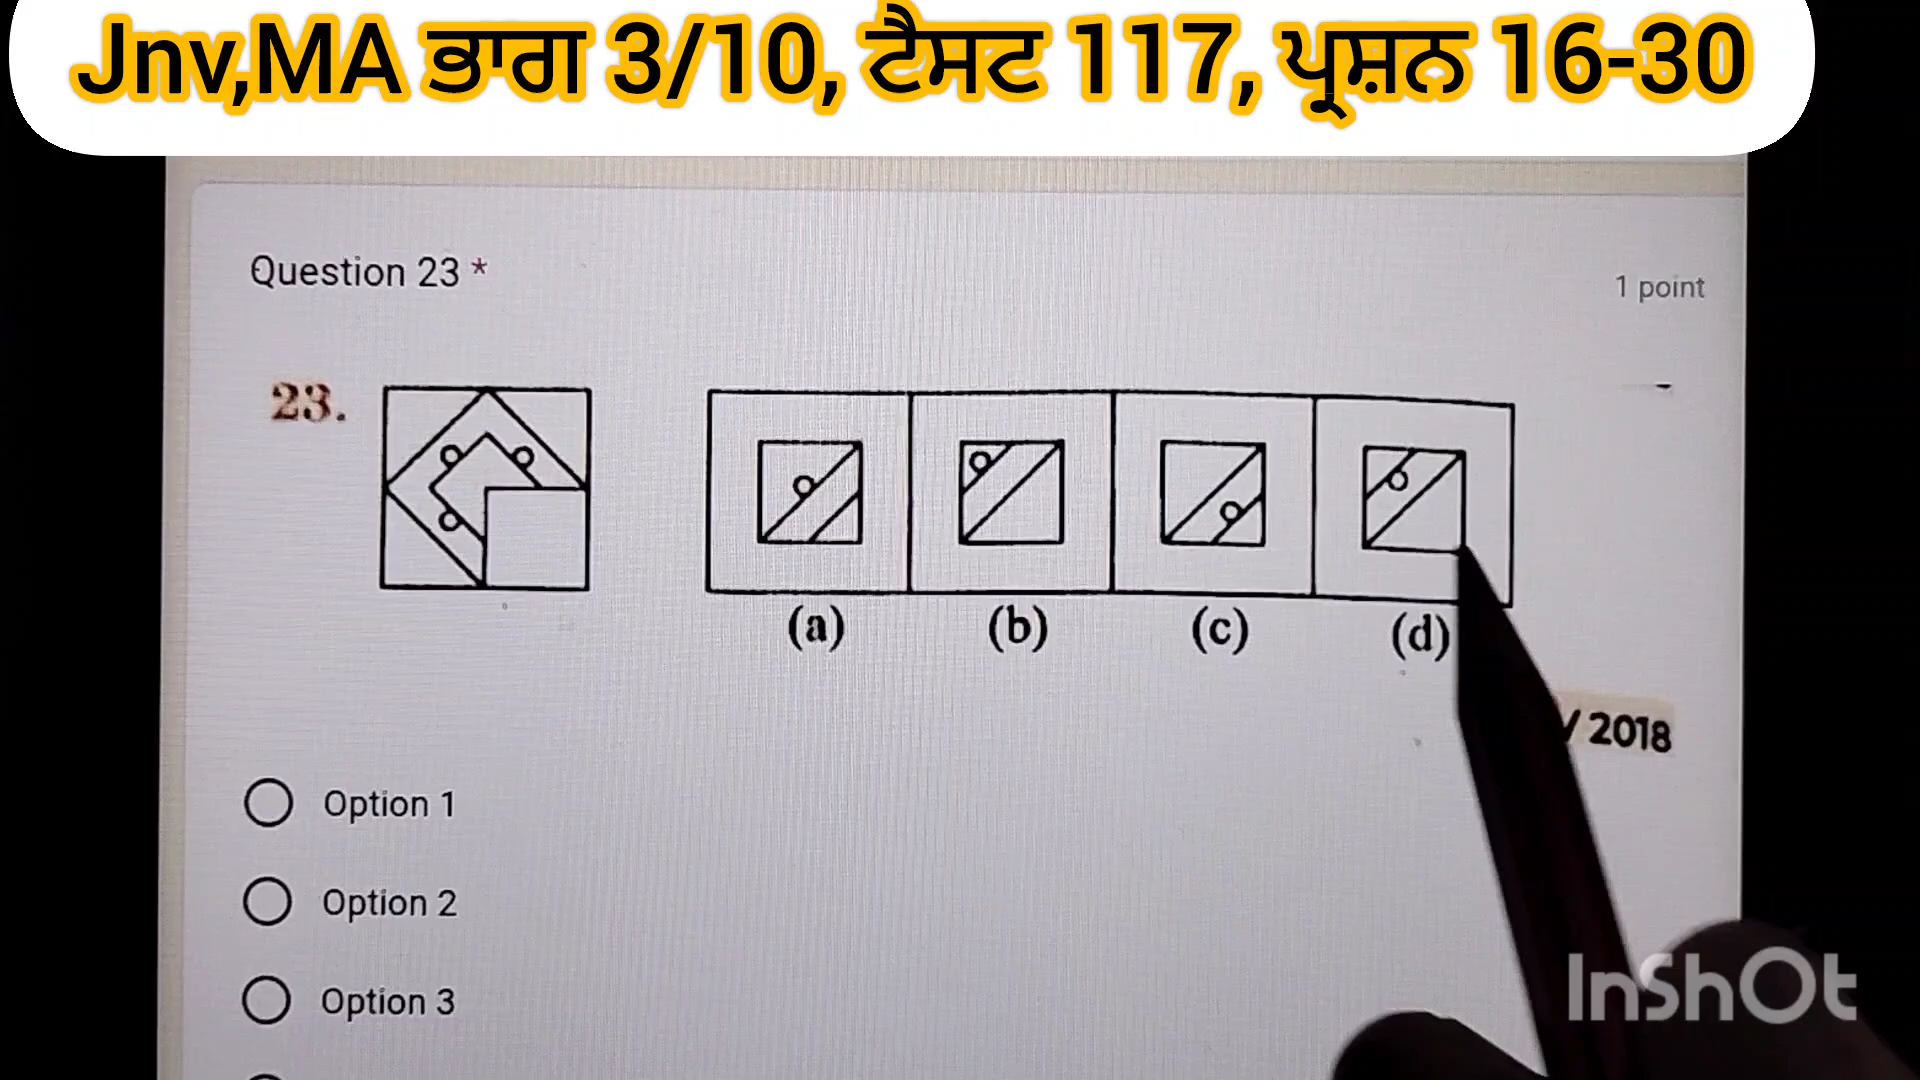 Jnv,MA ਭਾਗ 3/10, ਟੈਸਟ 117, ਪ੍ਰਸ਼ਨ 16-30
Question 23 *
1 point
23.
(a) (b) (c) (d)
/ 2018
Option 1
Option 2
Option 3
InShOt